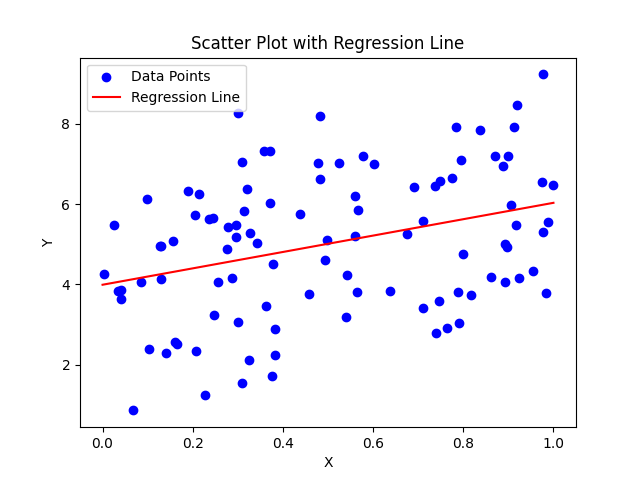 Scatter Plot with Regression Line
Data Points
Regression Line
8
6
4
2
Y
0.0 0.2 0.4 0.6 0.8 1.0
X